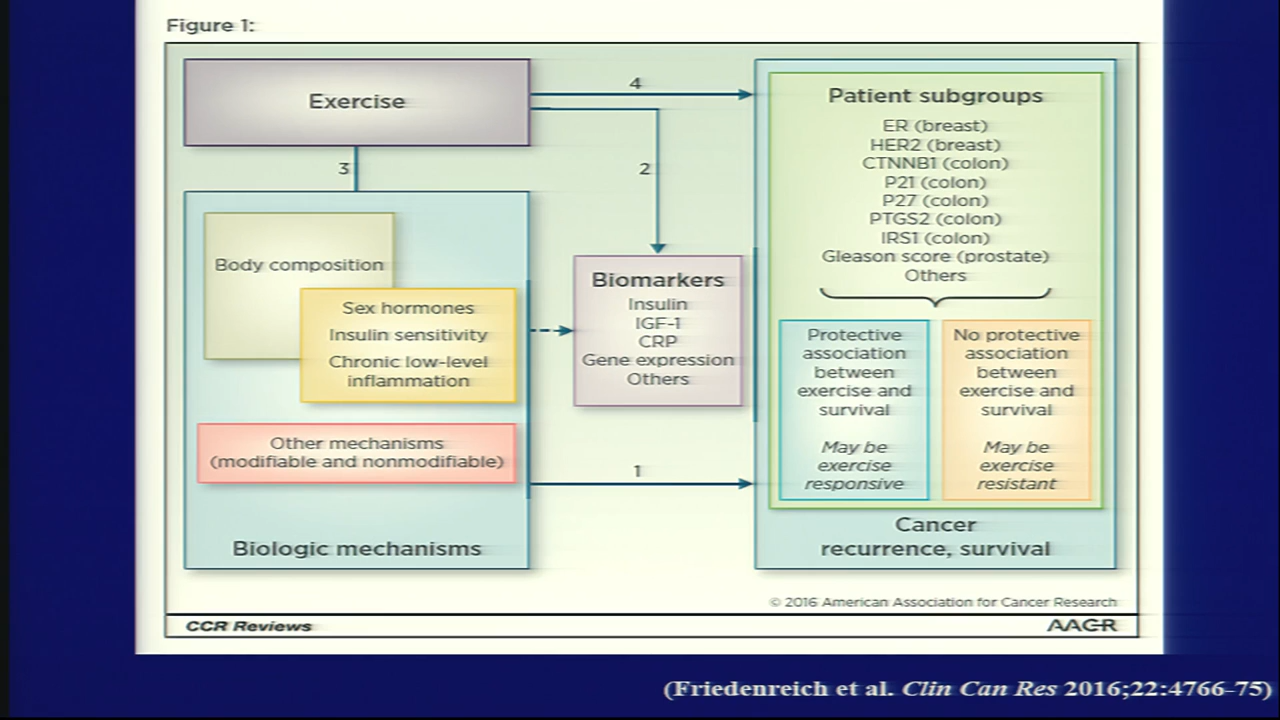 Figure 1:
Exercise
4
3
2
Body composition
Sex hormones
Insulin sensitivity
Chronic low-level
inflammation
Other mechanisms
(modifiable and nonmodifiable)
Biologic mechanisms
Biomarkers
Insulin
IGF-1
CRP
Gene expression
Others
1
Patient subgroups
ER (breast)
HER2 (breast)
CTNNB1 (colon)
P21 (colon)
P27 (colon)
PTGS2 (colon)
IRS1 (colon)
Gleason score (prostate)
Others
Protective
association
between
exercise and
survival
May be
exercise
responsive
No protective
association
between
exercise and
survival
May be
exercise
resistant
Cancer
recurrence, survival
© 2016 American Association for Cancer Research
CCR Reviews
AACR
(Friedenreich et al. Clin Can Res 2016;22:4766-75)